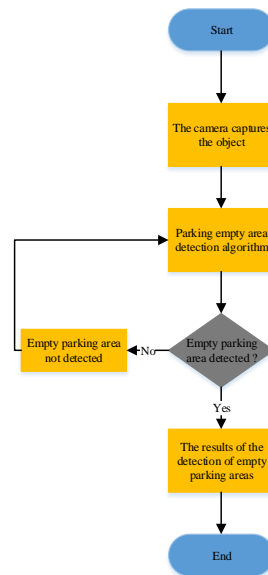 Start
The camera captures
the object
Parking empty area
detection algorithm
Empty parking
area detected ?
No
Empty parking area
not detected
Yes
The results of the
detection of empty
parking areas
End